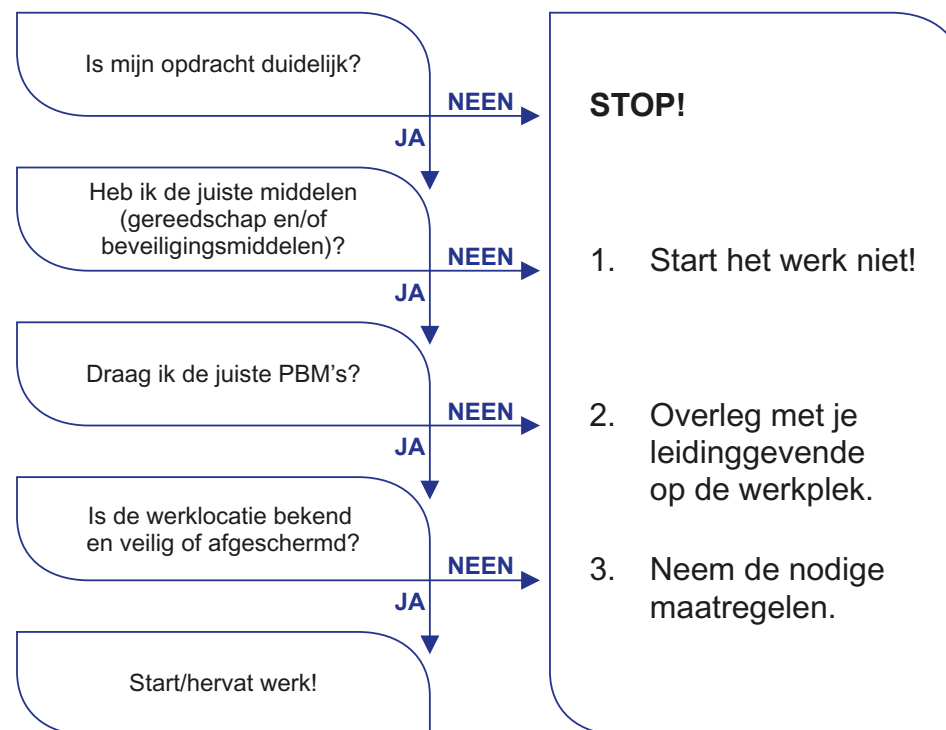 Is mijn opdracht duidelijk?
NEEN
JA
Heb ik de juiste middelen
(gereedschap en/of
beveiligingsmiddelen)?
NEEN
JA
Draag ik de juiste PBM's?
NEEN
JA
Is de werklocatie bekend
en veilig of afgeschermd?
NEEN
JA
Start/hervat werk!
STOP!
1. Start het werk niet!
2. Overleg met je
leidinggevende
op de werkplek.
3. Neem de nodige
maatregelen.